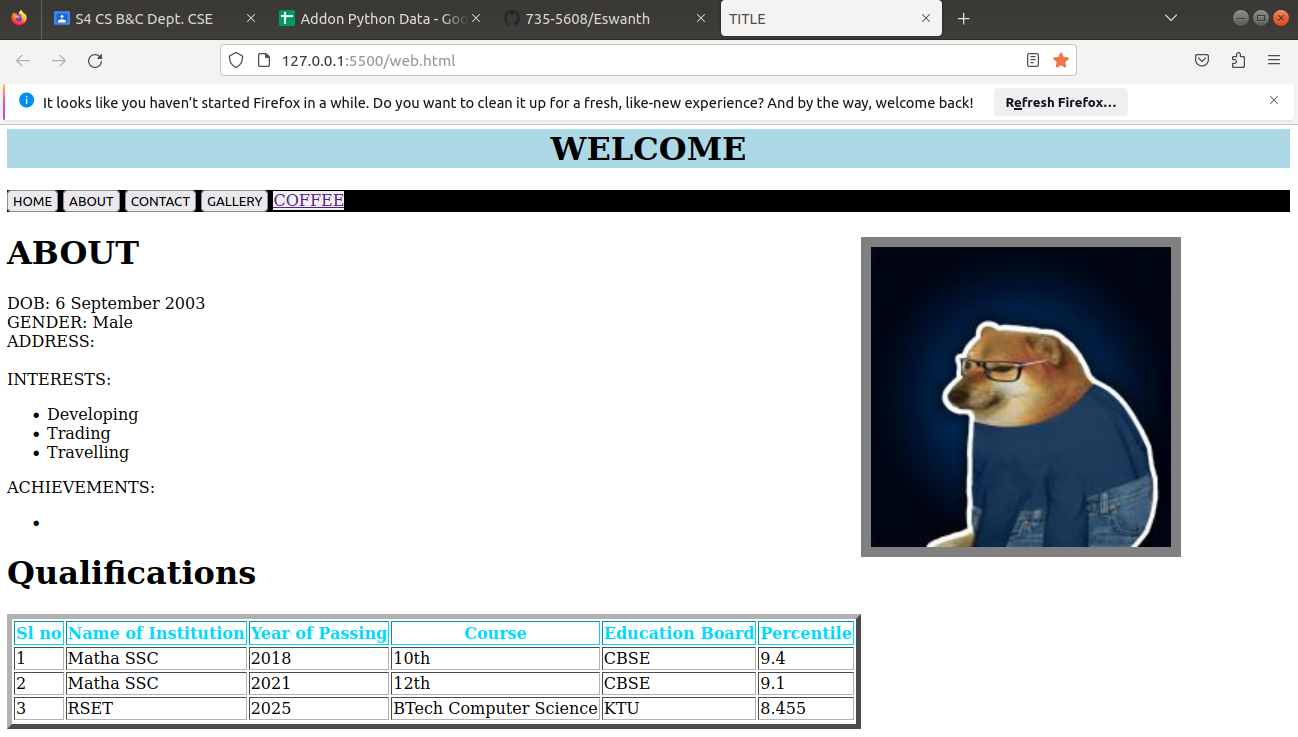 S4 CS B&C Dept. CSE
Addon Python Data - Goo
735-5608/Eswanth
TITLE
127.0.0.1:5500/web.html
It looks like you haven’t started Firefox in a while. Do you want to clean it up for a fresh, like-new experience? And by the way, welcome back! Refresh Firefox…
WELCOME
HOME ABOUT CONTACT GALLERY COFFEE
ABOUT
DOB: 6 September 2003
GENDER: Male
ADDRESS:
INTERESTS:
• Developing
• Trading
• Travelling
ACHIEVEMENTS:
•
Qualifications
Sl no Name of Institution Year of Passing Course Education Board Percentile
1 Matha SSC 2018 10th CBSE 9.4
2 Matha SSC 2021 12th CBSE 9.1
3 RSET 2025 BTech Computer Science KTU 8.455